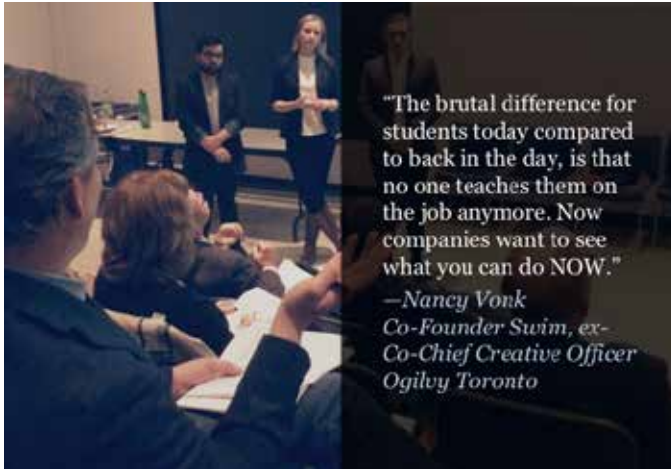 “The brutal difference for
students today compared
to back in the day, is that
no one teaches them on
the job anymore. Now
companies want to see
what you can do NOW.”
—Nancy Vonk
Co-Founder Swim, ex-
Co-Chief Creative Officer
Ogilvy Toronto